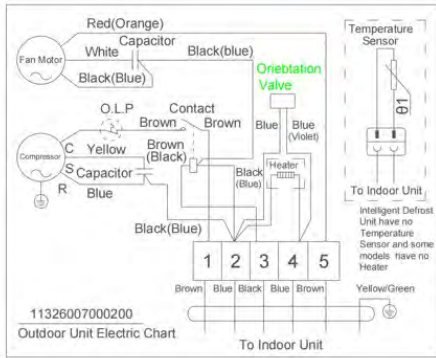 Red(Orange)
Capacitor
White
Black(blue)
Fan Motor
Black(Blue)
Temperature
Sensor
Oriebtation
Valve
θ1
O.L.P
Contact
Brown
Brown
Blue
Blue
(Violet)
C
Yellow
Brown
(Black)
Compressor
S
Capacitor
Heater
R
Blue
Black
(Blue)
To Indoor Unit
Black(Blue)
Intelligent Defrost
Unit have no
Temperature
Sensor and some
models have no
Heater
1 2 3 4 5
Brown Blue Black Blue Brown
Yellow/Green
11326007000200
Outdoor Unit Electric Chart
To Indoor Unit